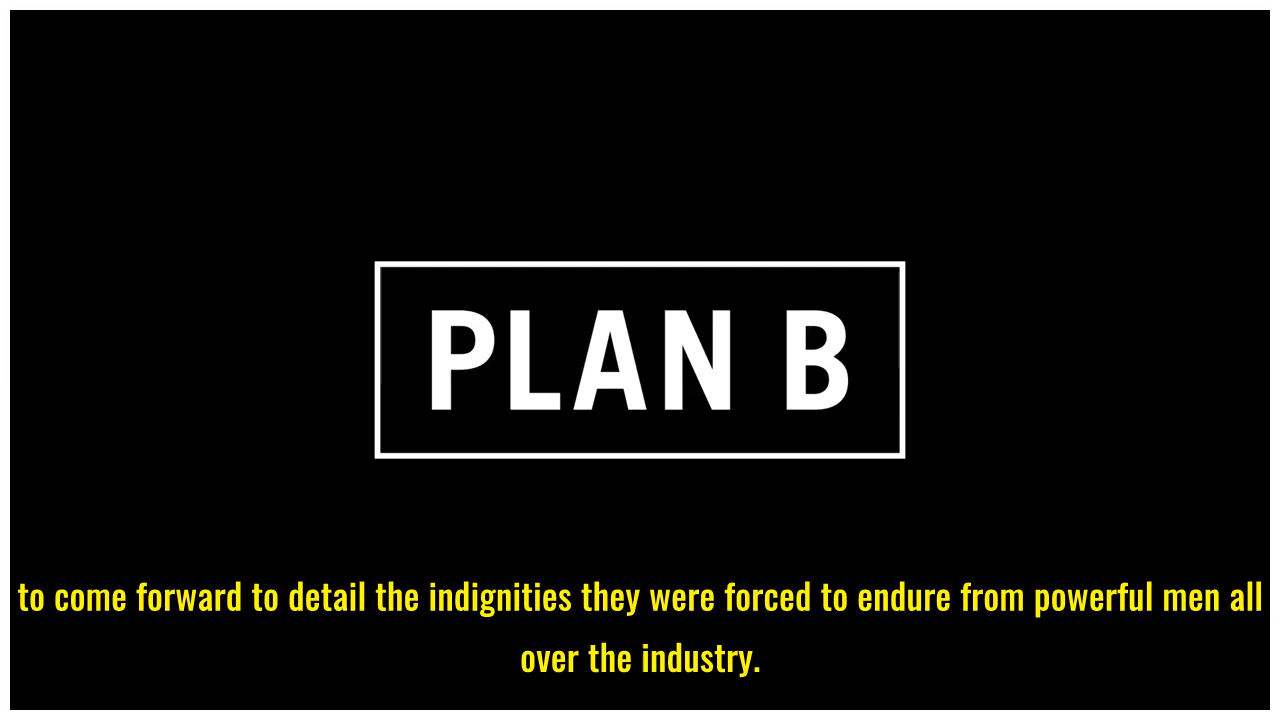 PLAN B
to come forward to detail the indignities they were forced to endure from powerful men all
over the industry.